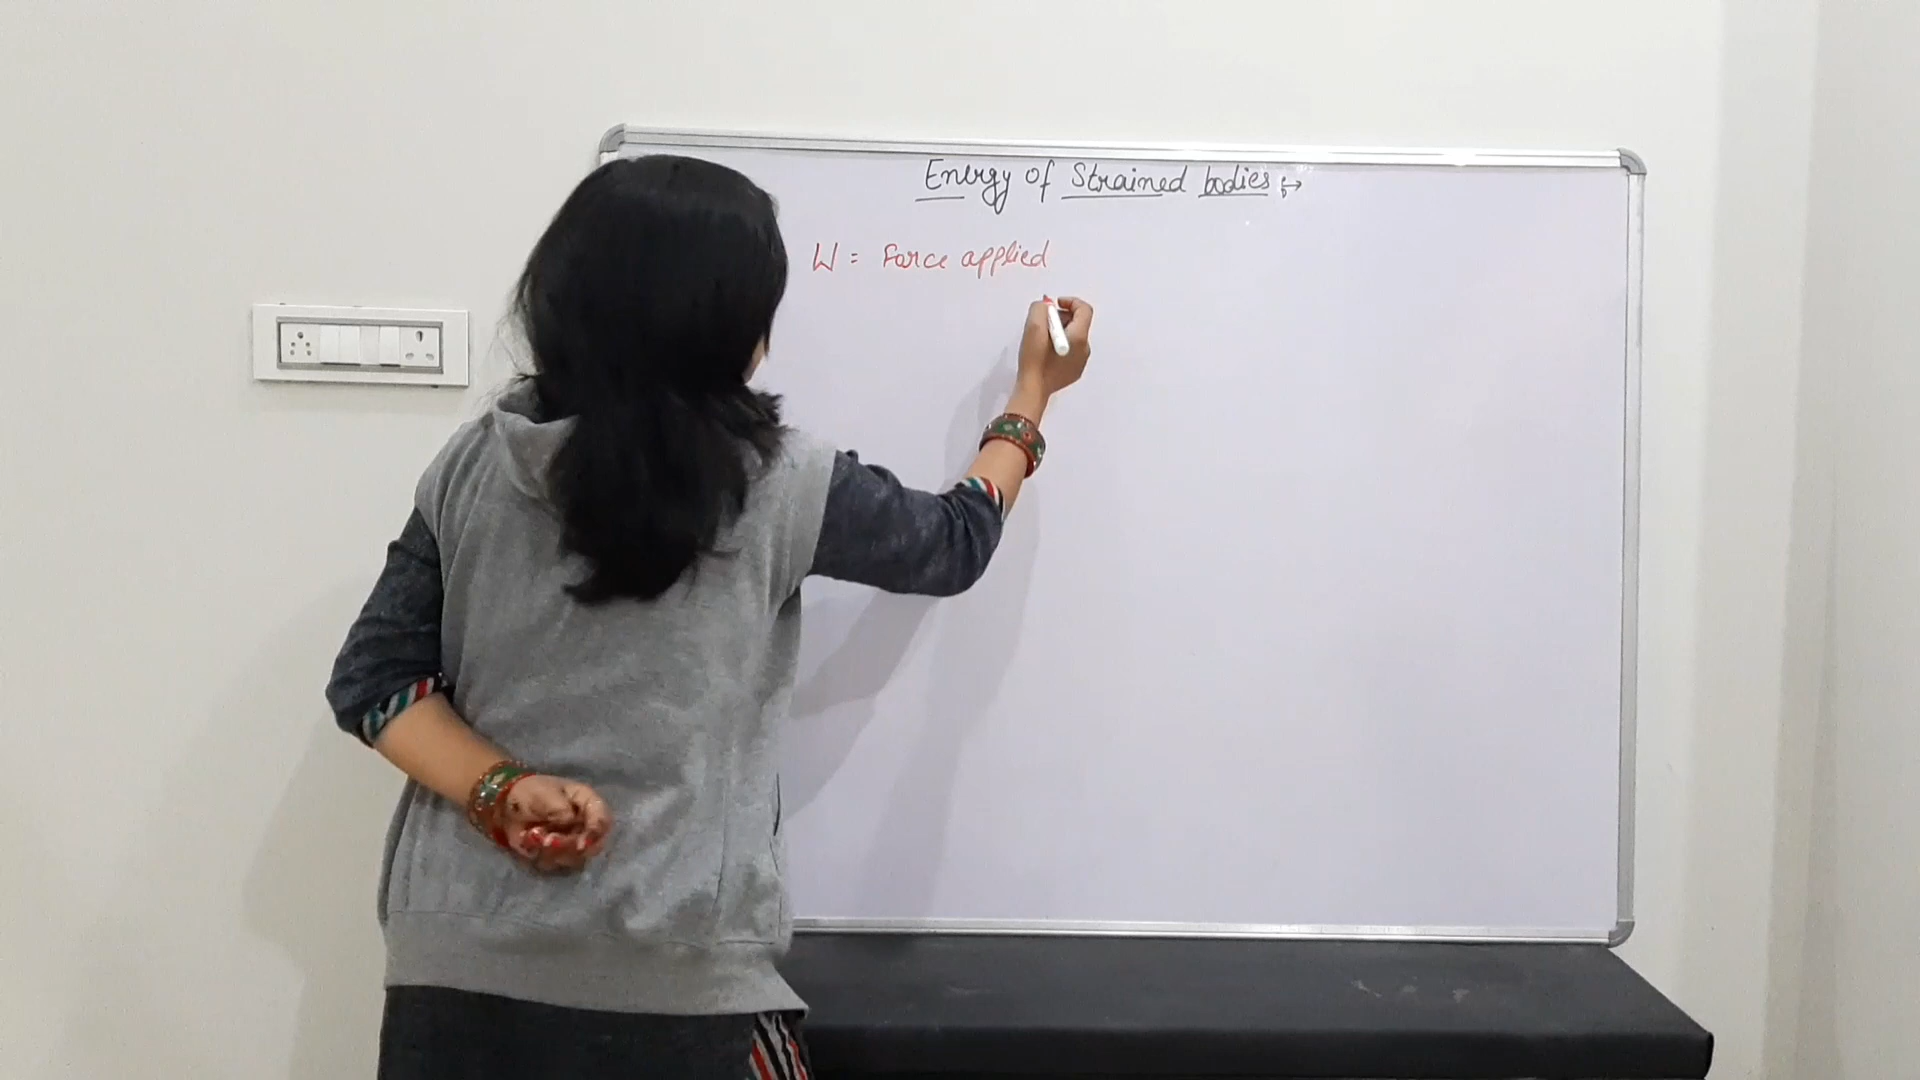 Energy of Strained bodies :→
W = Force applied